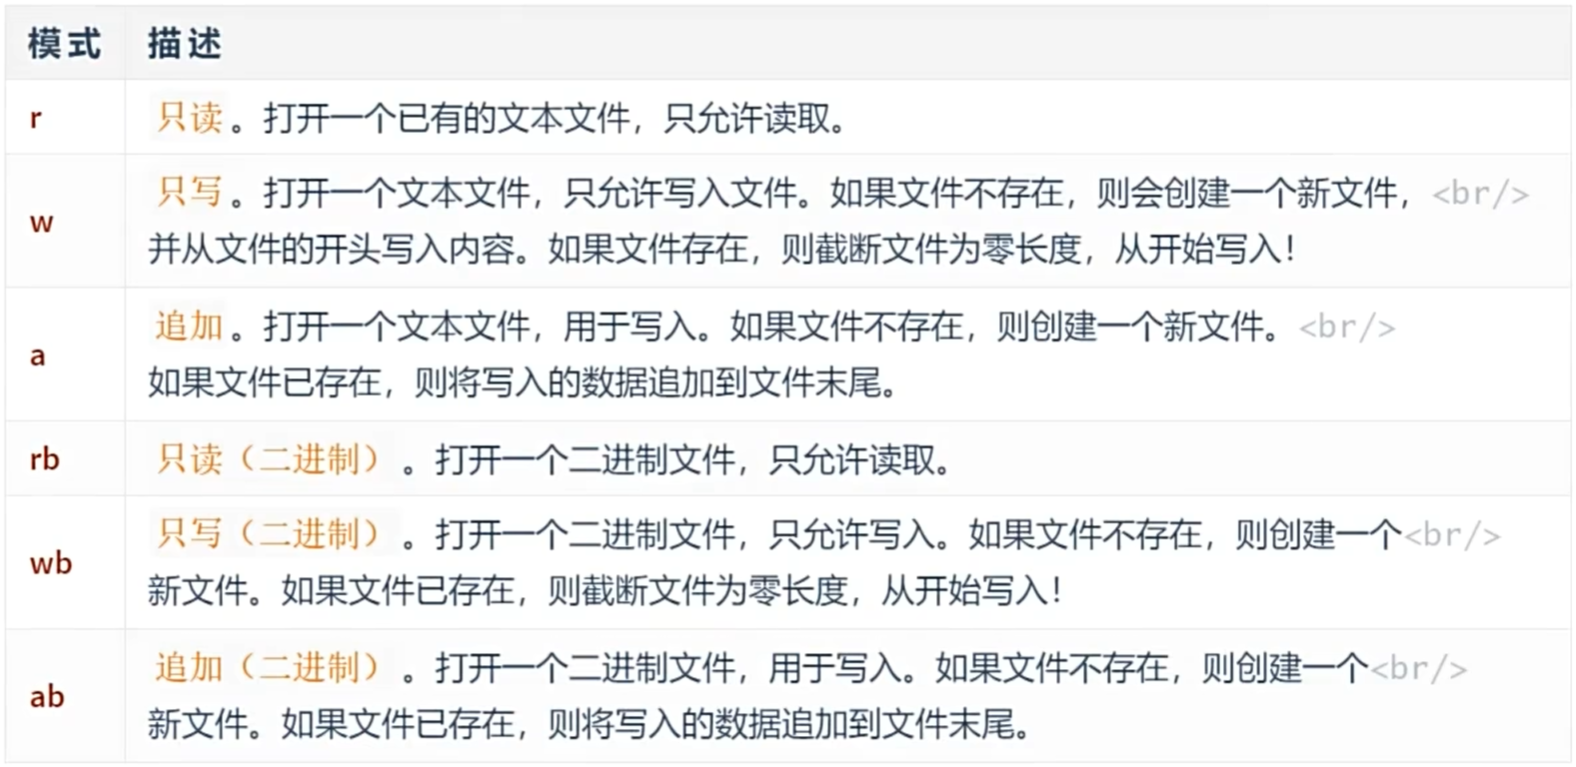 模式 描述
r 只读 。打开一个已有的文本文件，只允许读取。
只写 。打开一个文本文件，只允许写入文件。如果文件不存在，则会创建一个新文件，<br/>
w
并从文件的开头写入内容。如果文件存在，则截断文件为零长度，从开始写入！
追加 。打开一个文本文件，用于写入。如果文件不存在，则创建一个新文件。<br/>
a
如果文件已存在，则将写入的数据追加到文件末尾。
rb 只读（二进制） 。打开一个二进制文件，只允许读取。
只写（二进制） 。打开一个二进制文件，只允许写入。如果文件不存在，则创建一个<br/>
wb
新文件。如果文件已存在，则截断文件为零长度，从开始写入！
追加（二进制） 。打开一个二进制文件，用于写入。如果文件不存在，则创建一个<br/>
ab
新文件。如果文件已存在，则将写入的数据追加到文件末尾。